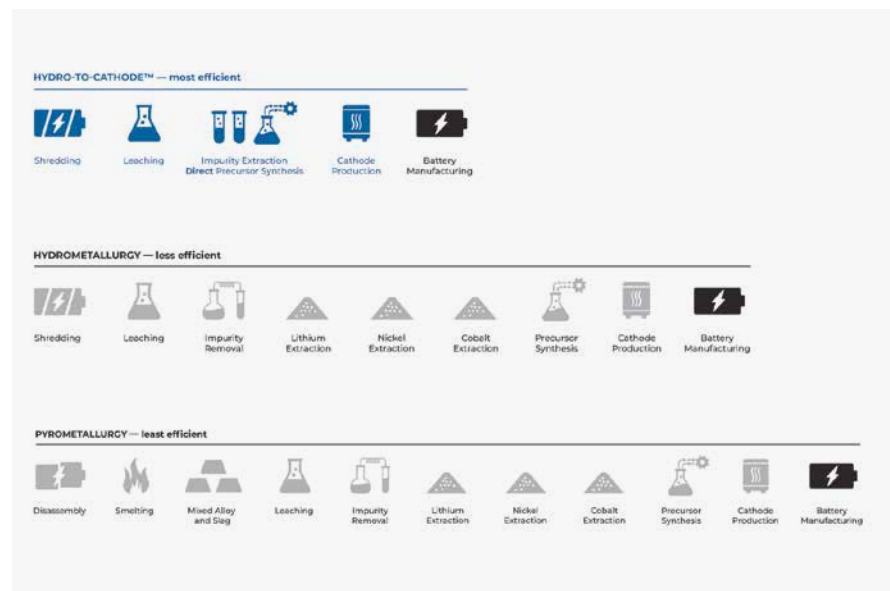 HYDRO-TO-CATHODE™ — most efficient
Shredding
Leaching
Impurity Extraction
Direct Precursor Synthesis
Cathode
Production
Battery
Manufacturing
HYDROMETALLURGY — less efficient
Shredding
Leaching
Impurity
Removal
Lithium
Extraction
Nickel
Extraction
Cobalt
Extraction
Precursor
Synthesis
Cathode
Production
Battery
Manufacturing
PYROMETALLURGY — least efficient
Disassembly
Smelting
Mixed Alloy
and Slag
Leaching
Impurity
Removal
Lithium
Extraction
Nickel
Extraction
Cobalt
Extraction
Precursor
Synthesis
Cathode
Production
Battery
Manufacturing